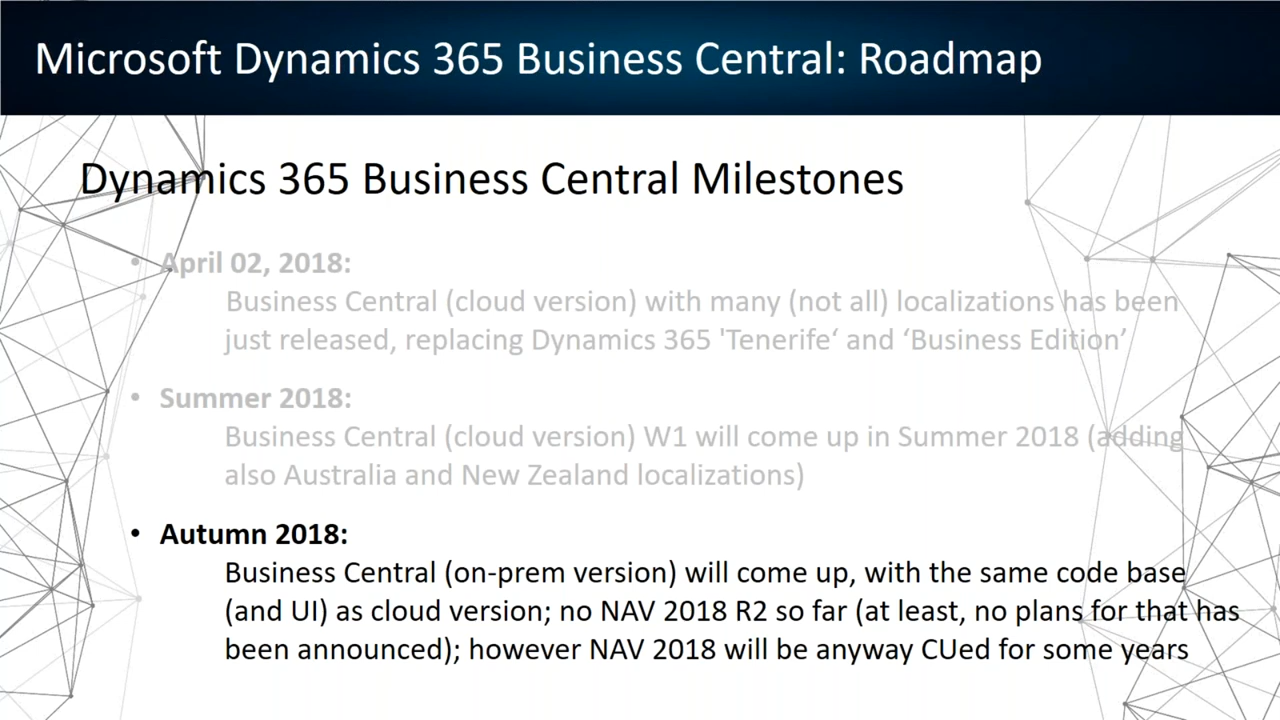 Microsoft Dynamics 365 Business Central: Roadmap
Dynamics 365 Business Central Milestones
• April 02, 2018:
Business Central (cloud version) with many (not all) localizations has been
just released, replacing Dynamics 365 'Tenerife‘ and ‘Business Edition’
• Summer 2018:
Business Central (cloud version) W1 will come up in Summer 2018 (adding
also Australia and New Zealand localizations)
• Autumn 2018:
Business Central (on-prem version) will come up, with the same code base
(and UI) as cloud version; no NAV 2018 R2 so far (at least, no plans for that has
been announced); however NAV 2018 will be anyway CUed for some years